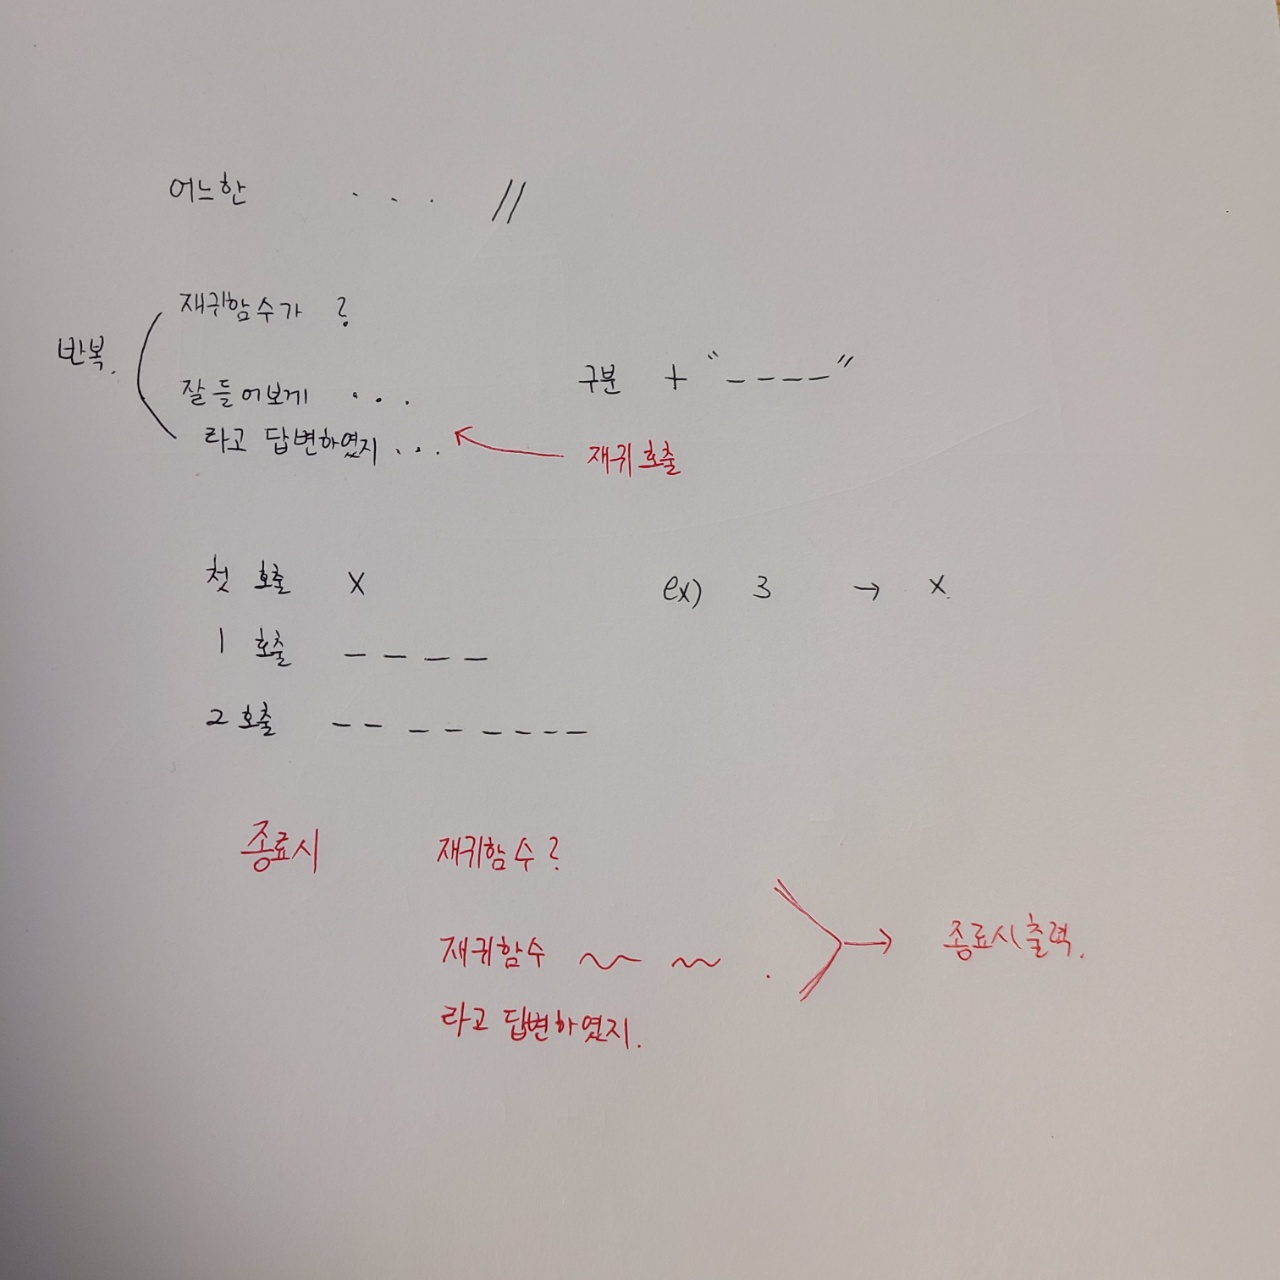 어느한 . . . //
재귀함수가 ?
반복.
잘 들어보게 . . .
라고 답변하였지 . . .
구분 + “ - - - - ”
재귀 호출
첫 호출 X
ex) 3 → x.
1 호출 - - - -
2 호출 - - - - - - - -
종료시 재귀함수 ?
재귀함수 ~ ~ .
라고 답변하였지.
→ 종료시 출력.